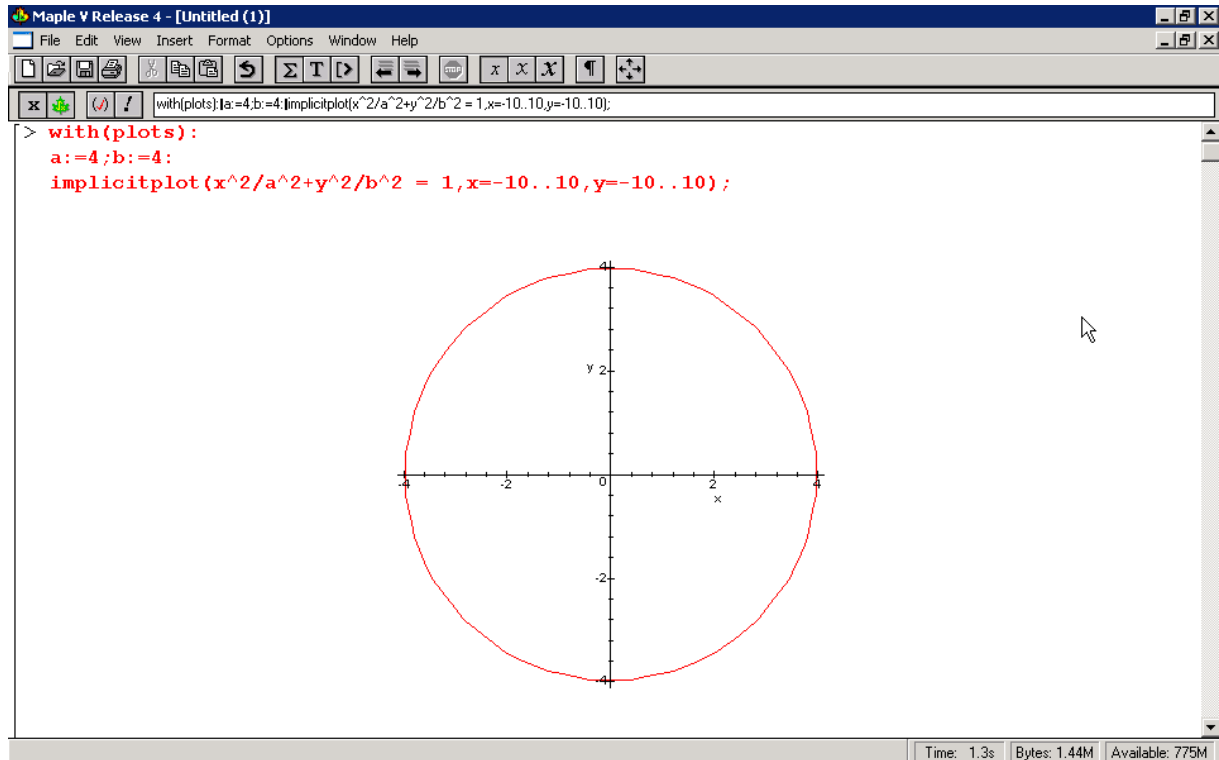 Maple V Release 4 - [Untitled (1)]
File Edit View Insert Format Options Window Help
Σ T [> STOP x x x ¶
x (√) ! with(plots):a:=4;b:=4:implicitplot(x^2/a^2+y^2/b^2 = 1,x=-10..10,y=-10..10);
[> with(plots):
a:=4;b:=4:
implicitplot(x^2/a^2+y^2/b^2 = 1,x=-10..10,y=-10..10);
4
y 2
-4 -2 0 2 4
x
-2
-4
Time: 1.3s Bytes: 1.44M Available: 775M